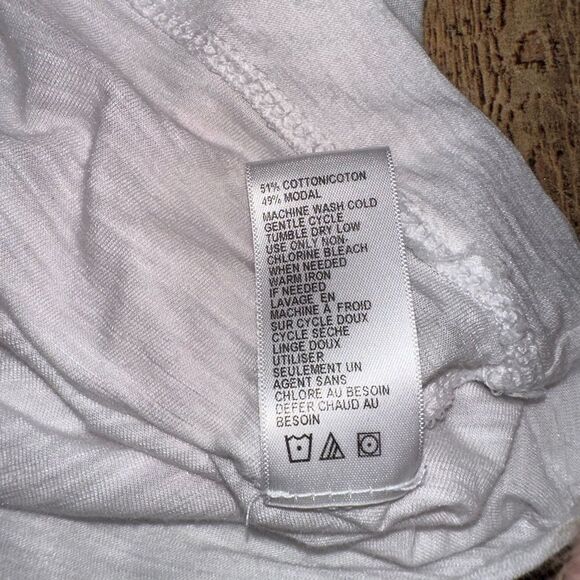 51% COTTON/COTON
49% MODAL
MACHINE WASH COLD
GENTLE CYCLE
TUMBLE DRY LOW
USE ONLY NON-
CHLORINE BLEACH
WHEN NEEDED
WARM IRON
IF NEEDED
LAVAGE EN
MACHINE À FROID
SUR CYCLE DOUX
CYCLE SECHE
LINGE DOUX
UTILISER
SEULEMENT UN
AGENT SANS
CHLORE AU BESOIN
DEFER CHAUD AU
BESOIN